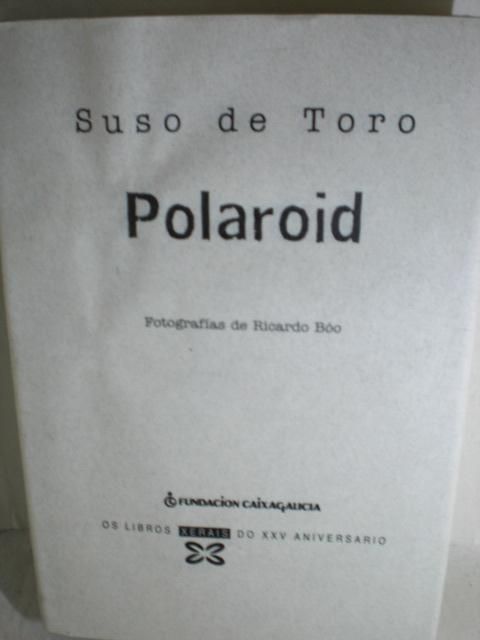 Suso de Toro
Polaroid
Fotografías de Ricardo Bóo
FUNDACION CAIXAGALICIA
OS LIBROS XERAIS DO XXV ANIVERSARIO